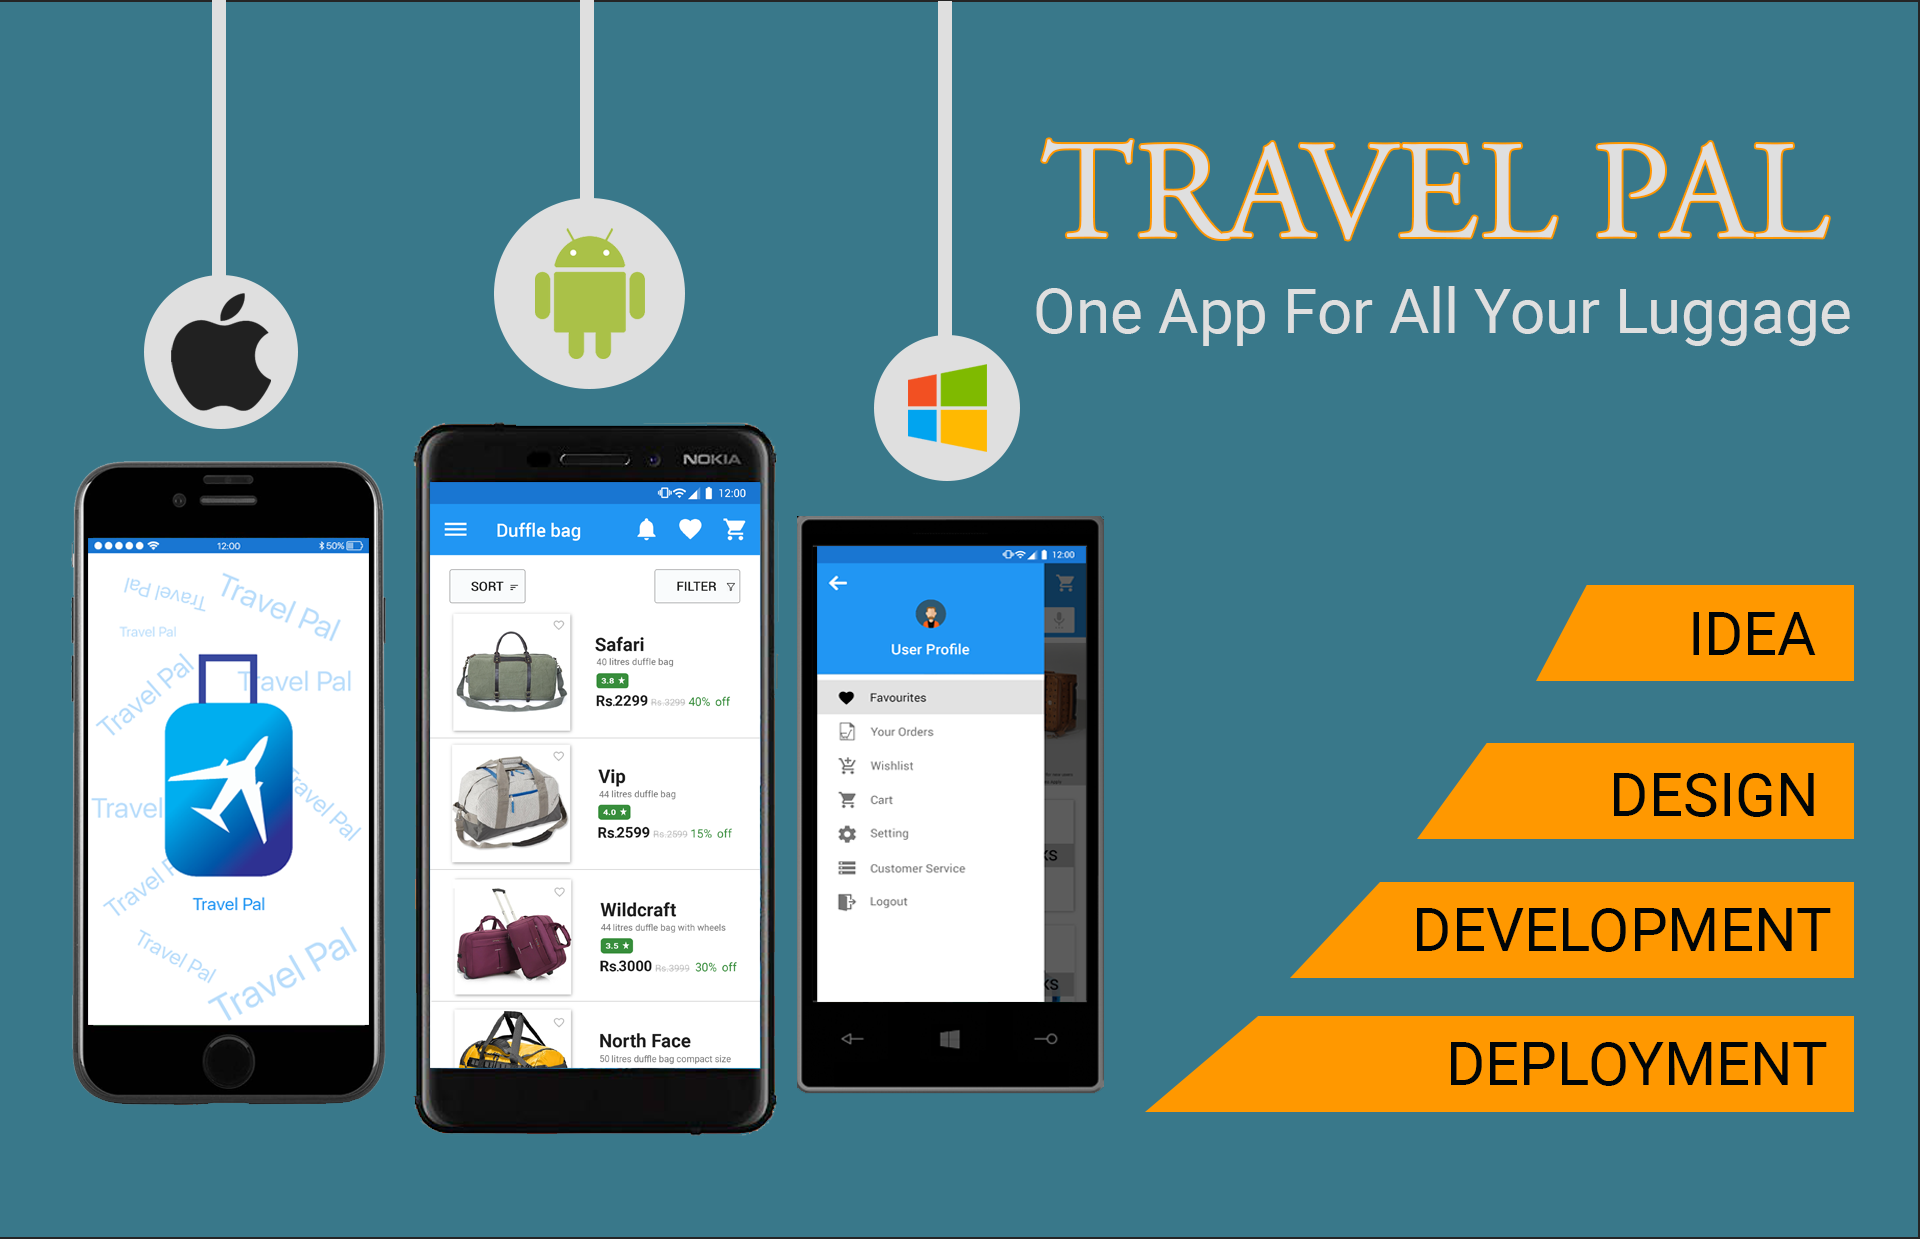 TRAVEL PAL
One App For All Your Luggage
12:00
50%
Travel Pal
Travel Pal
Travel Pal
Travel Pal
Travel Pal
Travel
Travel Pal
Travel P
Travel Pal
Travel Pal
Travel Pal
NOKIA
12:00
Duffle bag
SORT
FILTER
Safari
40 litres duffle bag
3.8 ★
Rs.2299 Rs.3299 40% off
Vip
44 litres duffle bag
4.0 ★
Rs.2599 Rs.2599 15% off
Wildcraft
44 litres duffle bag with wheels
3.5 ★
Rs.3000 Rs.3999 30% off
North Face
50 litres duffle bag compact size
12:00
User Profile
Favourites
Your Orders
Wishlist
Cart
Setting
Customer Service
Logout
KS
KS
IDEA
DESIGN
DEVELOPMENT
DEPLOYMENT